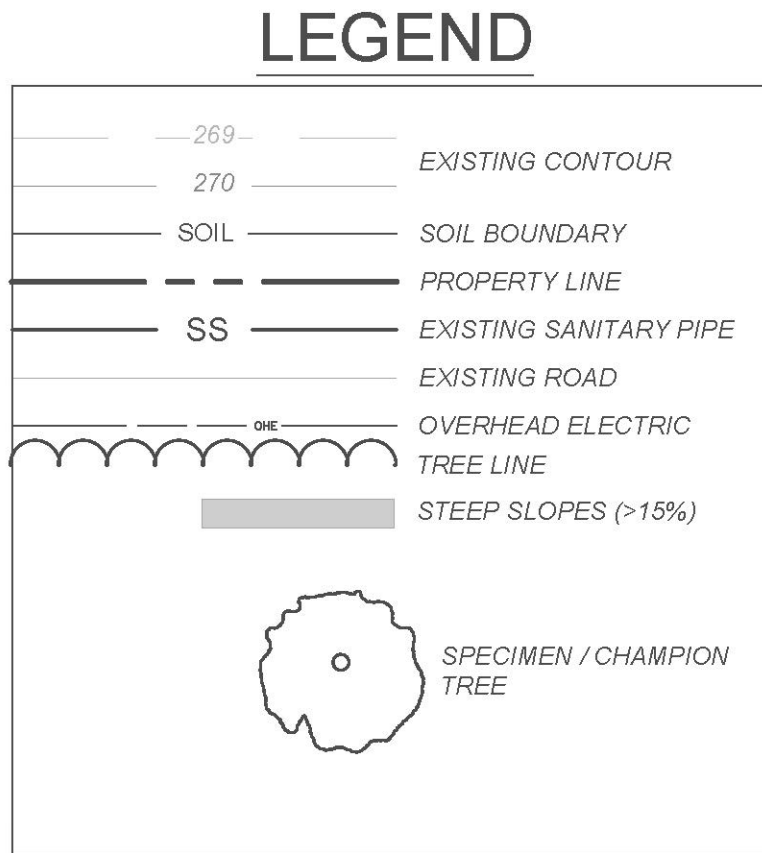 LEGEND
269
EXISTING CONTOUR
270
SOIL SOIL BOUNDARY
PROPERTY LINE
SS EXISTING SANITARY PIPE
EXISTING ROAD
OHE OVERHEAD ELECTRIC
TREE LINE
STEEP SLOPES (>15%)
SPECIMEN / CHAMPION
TREE